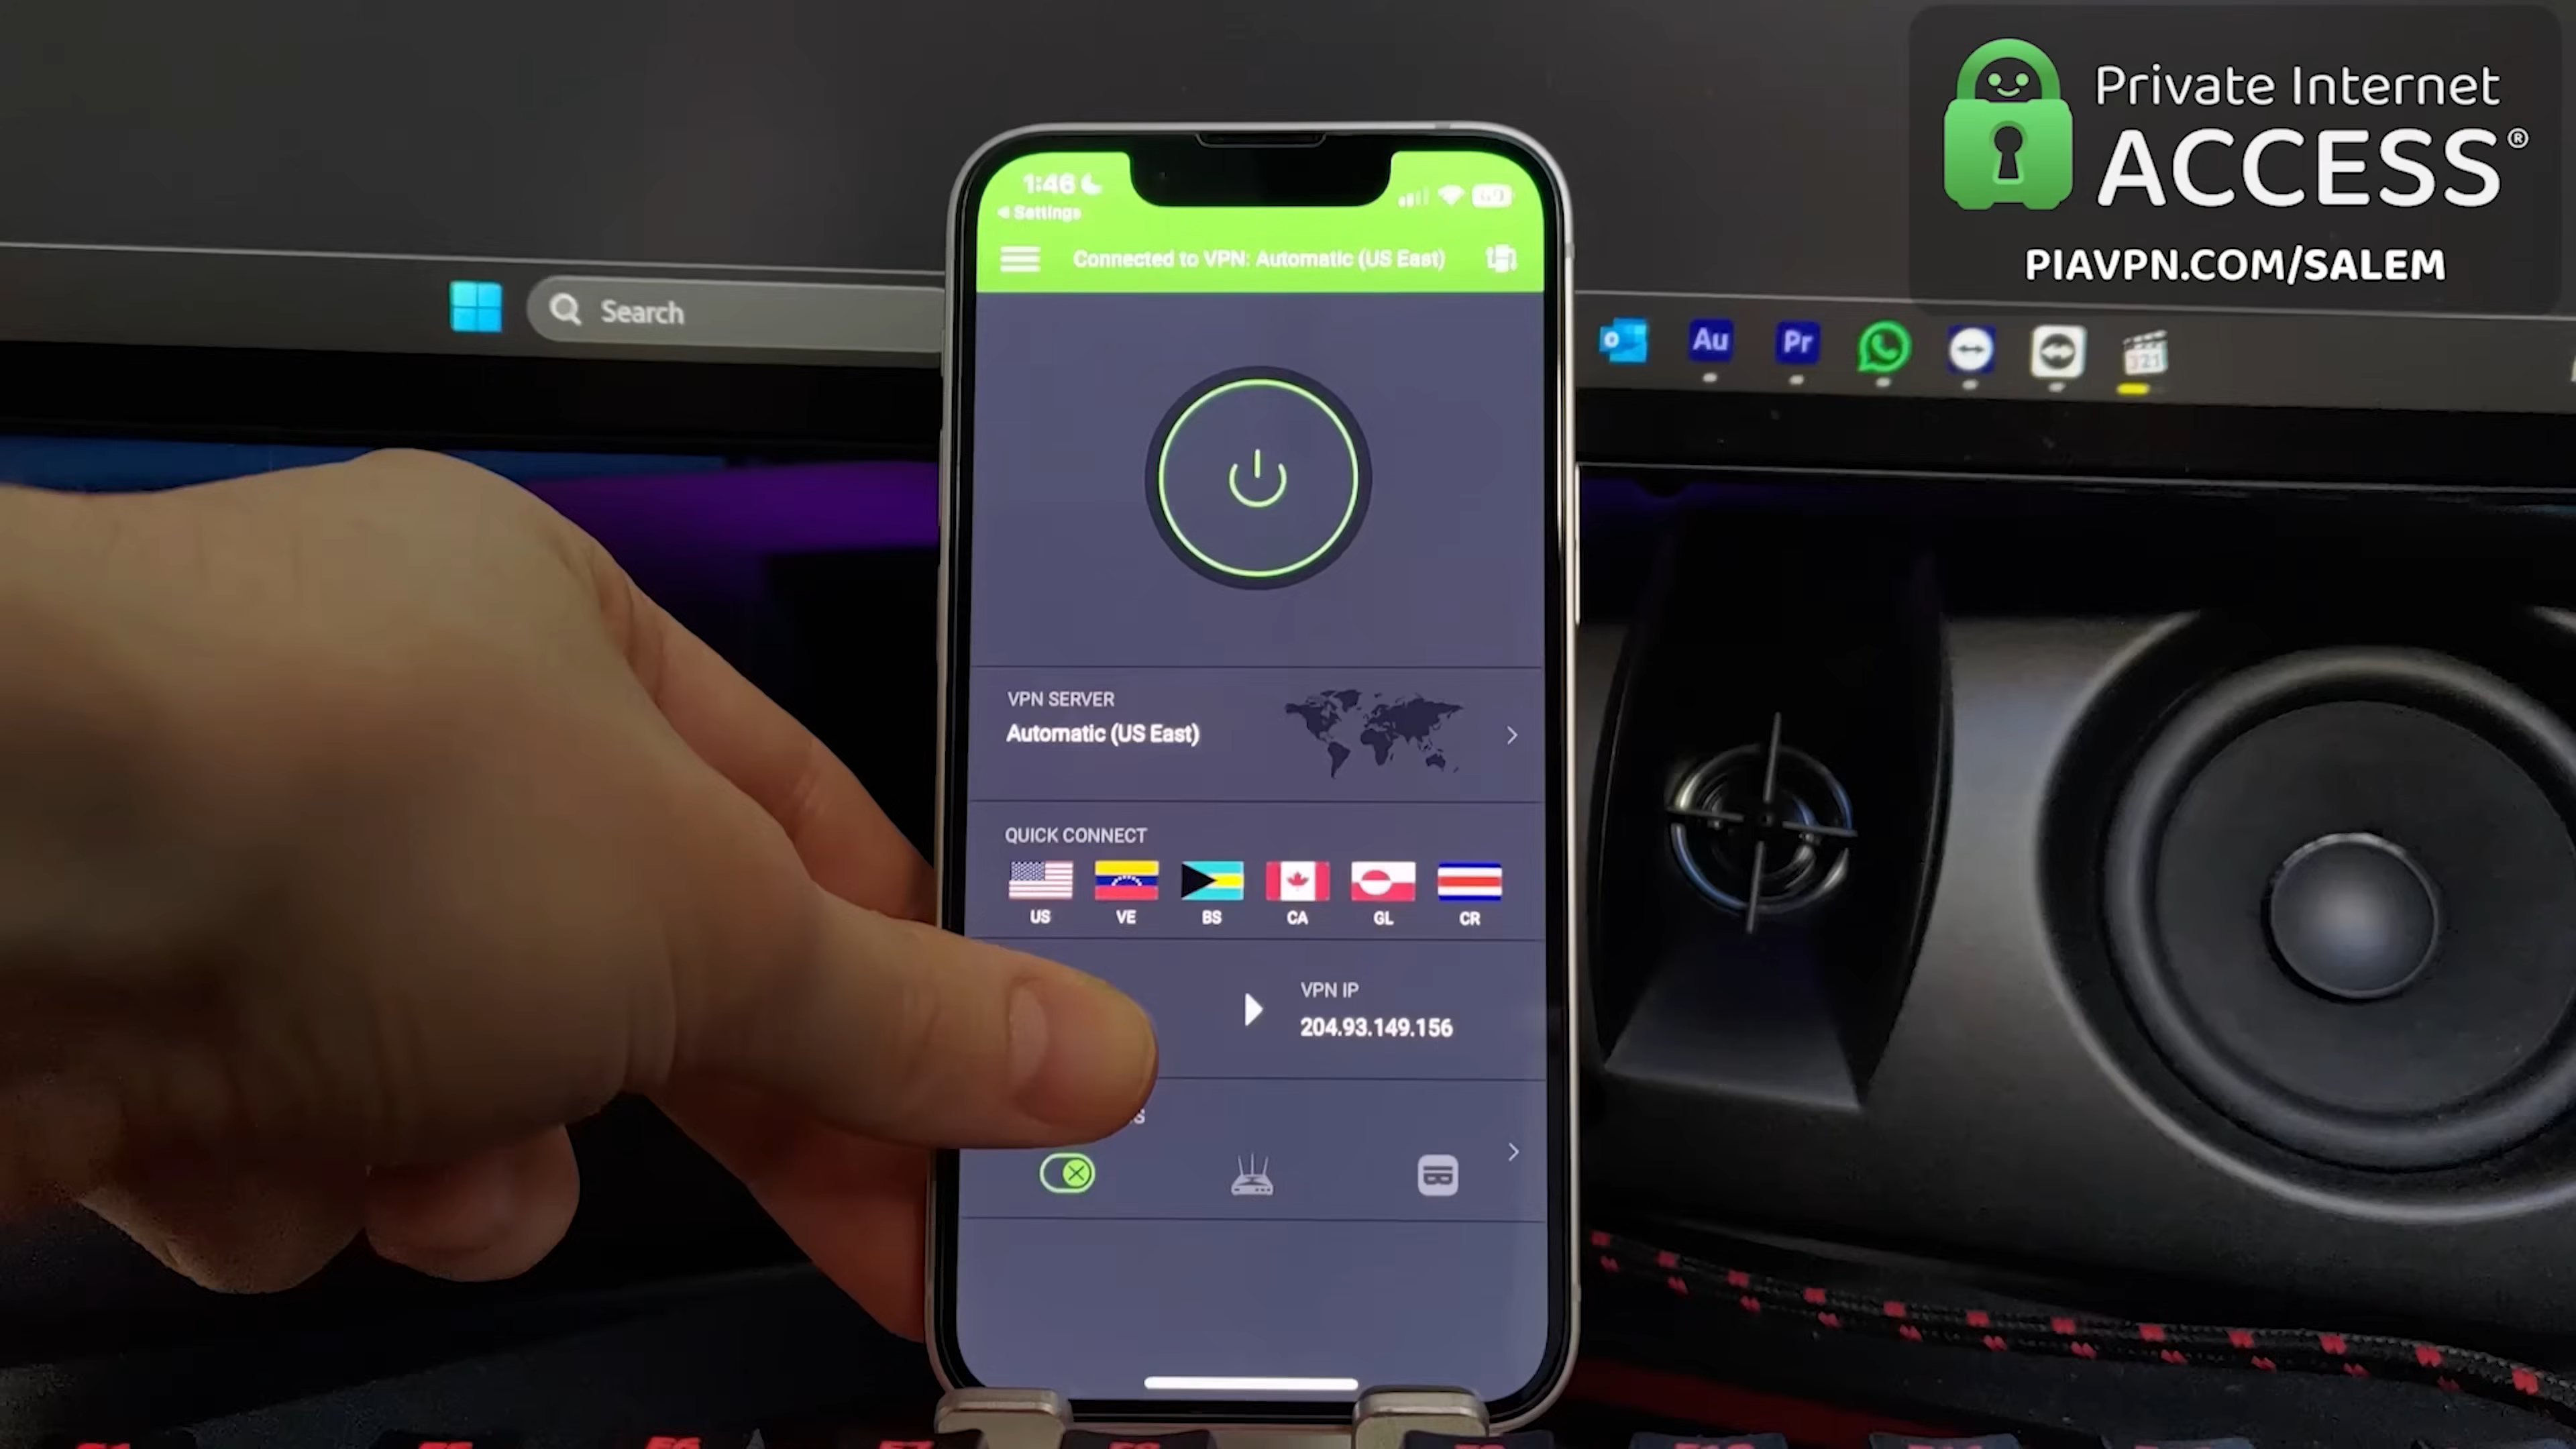 Private Internet
ACCESS®
PIAVPN.COM/SALEM
1:46
Settings
Connected to VPN: Automatic (US East)
Search
Au
Pr
321
VPN SERVER
Automatic (US East)
QUICK CONNECT
US VE BS CA GL CR
VPN IP
204.93.149.156